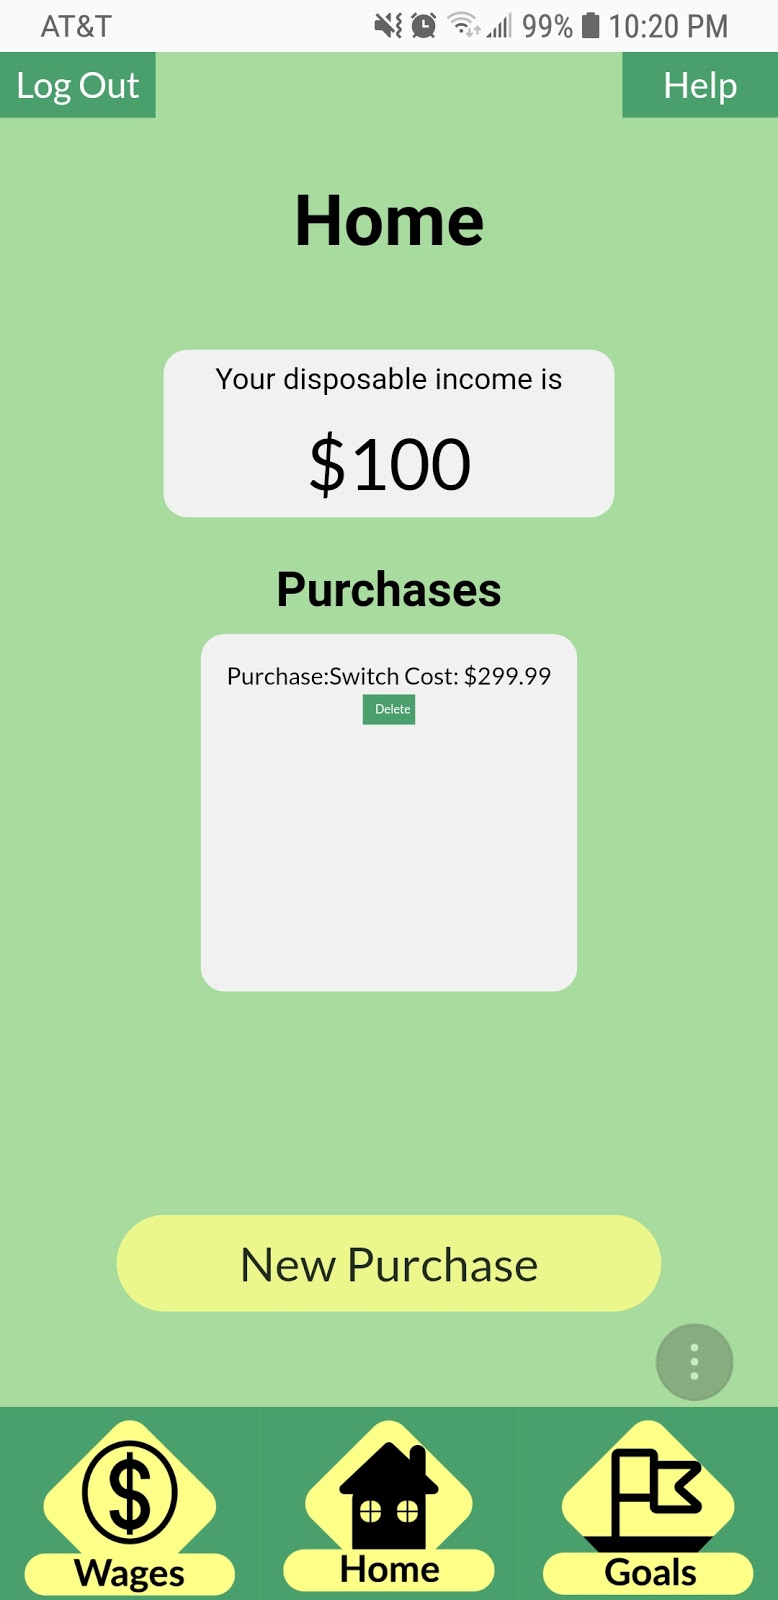 AT&T 99% 10:20 PM
Log Out Help
Home
Your disposable income is
$100
Purchases
Purchase:Switch Cost: $299.99
Delete
New Purchase
$
Wages Home Goals